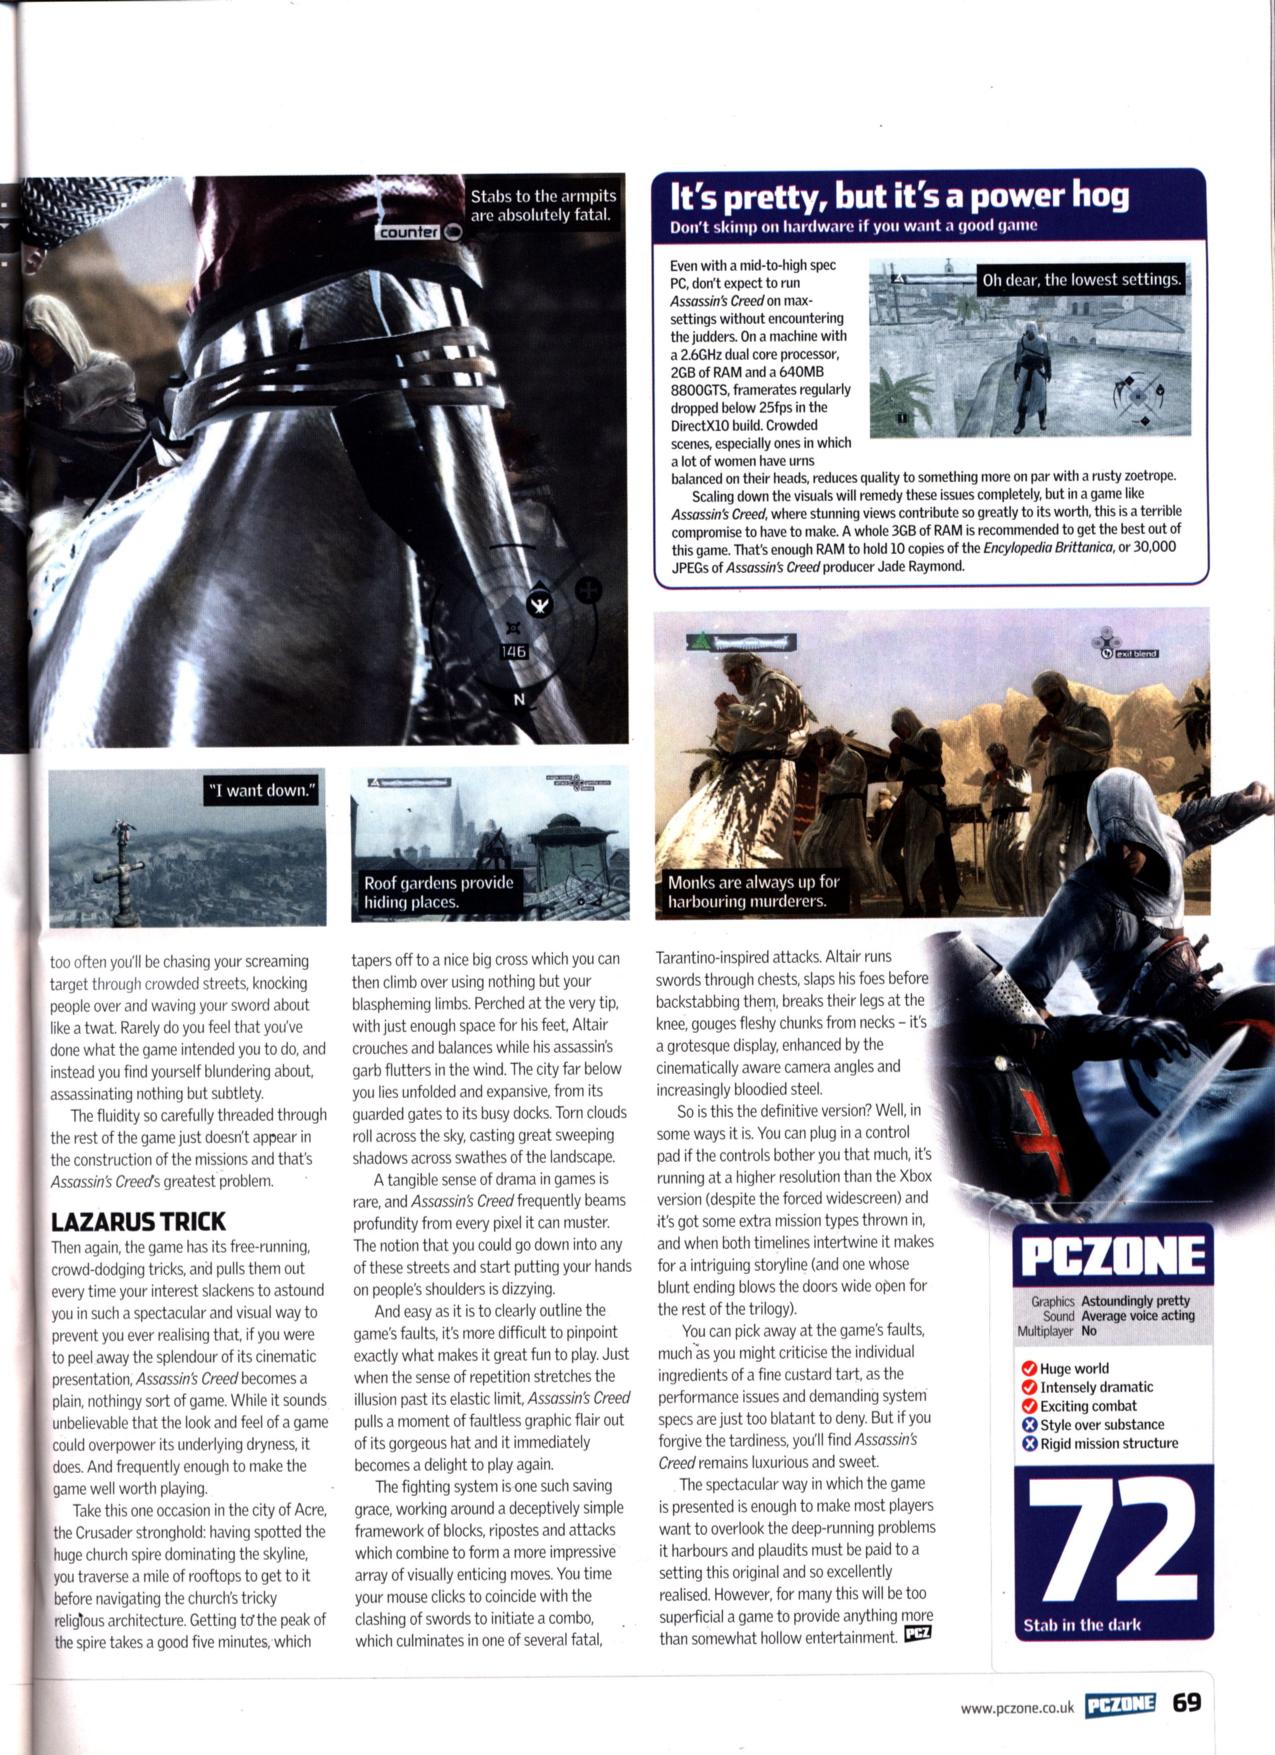 Stabs to the armpits
are absolutely fatal.
counter
146
N
It's pretty, but it's a power hog
Don't skimp on hardware if you want a good game
Even with a mid-to-high spec
PC, don't expect to run
Assassin's Creed on max-
settings without encountering
the judders. On a machine with
a 2.6GHz dual core processor,
2GB of RAM and a 640MB
8800GTS, framerates regularly
dropped below 25fps in the
DirectX10 build. Crowded
scenes, especially ones in which
a lot of women have urns
balanced on their heads, reduces quality to something more on par with a rusty zoetrope.
Scaling down the visuals will remedy these issues completely, but in a game like
Assassin's Creed, where stunning views contribute so greatly to its worth, this is a terrible
compromise to have to make. A whole 3GB of RAM is recommended to get the best out of
this game. That's enough RAM to hold 10 copies of the Encylopedia Brittanica, or 30,000
JPEGs of Assassin's Creed producer Jade Raymond.
Oh dear, the lowest settings.
exit blend
Monks are always up for
harbouring murderers.
"I want down."
Roof gardens provide
hiding places.
too often you'll be chasing your screaming
target through crowded streets, knocking
people over and waving your sword about
like a twat. Rarely do you feel that you've
done what the game intended you to do, and
instead you find yourself blundering about,
assassinating nothing but subtlety.
The fluidity so carefully threaded through
the rest of the game just doesn't appear in
the construction of the missions and that's
Assassin's Creed's greatest problem.
LAZARUS TRICK
Then again, the game has its free-running,
crowd-dodging tricks, and pulls them out
every time your interest slackens to astound
you in such a spectacular and visual way to
prevent you ever realising that, if you were
to peel away the splendour of its cinematic
presentation, Assassin's Creed becomes a
plain, nothingy sort of game. While it sounds
unbelievable that the look and feel of a game
could overpower its underlying dryness, it
does. And frequently enough to make the
game well worth playing.
Take this one occasion in the city of Acre,
the Crusader stronghold: having spotted the
huge church spire dominating the skyline,
you traverse a mile of rooftops to get to it
before navigating the church's tricky
religious architecture. Getting to the peak of
the spire takes a good five minutes, which
tapers off to a nice big cross which you can
then climb over using nothing but your
blaspheming limbs. Perched at the very tip,
with just enough space for his feet, Altair
crouches and balances while his assassin's
garb flutters in the wind. The city far below
you lies unfolded and expansive, from its
guarded gates to its busy docks. Torn clouds
roll across the sky, casting great sweeping
shadows across swathes of the landscape.
A tangible sense of drama in games is
rare, and Assassin's Creed frequently beams
profundity from every pixel it can muster.
The notion that you could go down into any
of these streets and start putting your hands
on people's shoulders is dizzying.
And easy as it is to clearly outline the
game's faults, it's more difficult to pinpoint
exactly what makes it great fun to play. Just
when the sense of repetition stretches the
illusion past its elastic limit, Assassin's Creed
pulls a moment of faultless graphic flair out
of its gorgeous hat and it immediately
becomes a delight to play again.
The fighting system is one such saving
grace, working around a deceptively simple
framework of blocks, ripostes and attacks
which combine to form a more impressive
array of visually enticing moves. You time
your mouse clicks to coincide with the
clashing of swords to initiate a combo,
which culminates in one of several fatal,
Tarantino-inspired attacks. Altair runs
swords through chests, slaps his foes before
backstabbing them, breaks their legs at the
knee, gouges fleshy chunks from necks – it's
a grotesque display, enhanced by the
cinematically aware camera angles and
increasingly bloodied steel.
So is this the definitive version? Well, in
some ways it is. You can plug in a control
pad if the controls bother you that much, it's
running at a higher resolution than the Xbox
version (despite the forced widescreen) and
it's got some extra mission types thrown in,
and when both timelines intertwine it makes
for a intriguing storyline (and one whose
blunt ending blows the doors wide open for
the rest of the trilogy).
You can pick away at the game's faults,
much as you might criticise the individual
ingredients of a fine custard tart, as the
performance issues and demanding system
specs are just too blatant to deny. But if you
forgive the tardiness, you'll find Assassin's
Creed remains luxurious and sweet.
The spectacular way in which the game
is presented is enough to make most players
want to overlook the deep-running problems
it harbours and plaudits must be paid to a
setting this original and so excellently
realised. However, for many this will be too
superficial a game to provide anything more
than somewhat hollow entertainment. PCZ
PCZONE
Graphics Astoundingly pretty
Sound Average voice acting
Multiplayer No
Huge world
Intensely dramatic
Exciting combat
Style over substance
Rigid mission structure
72
Stab in the dark
www.pczone.co.uk PCZONE 69